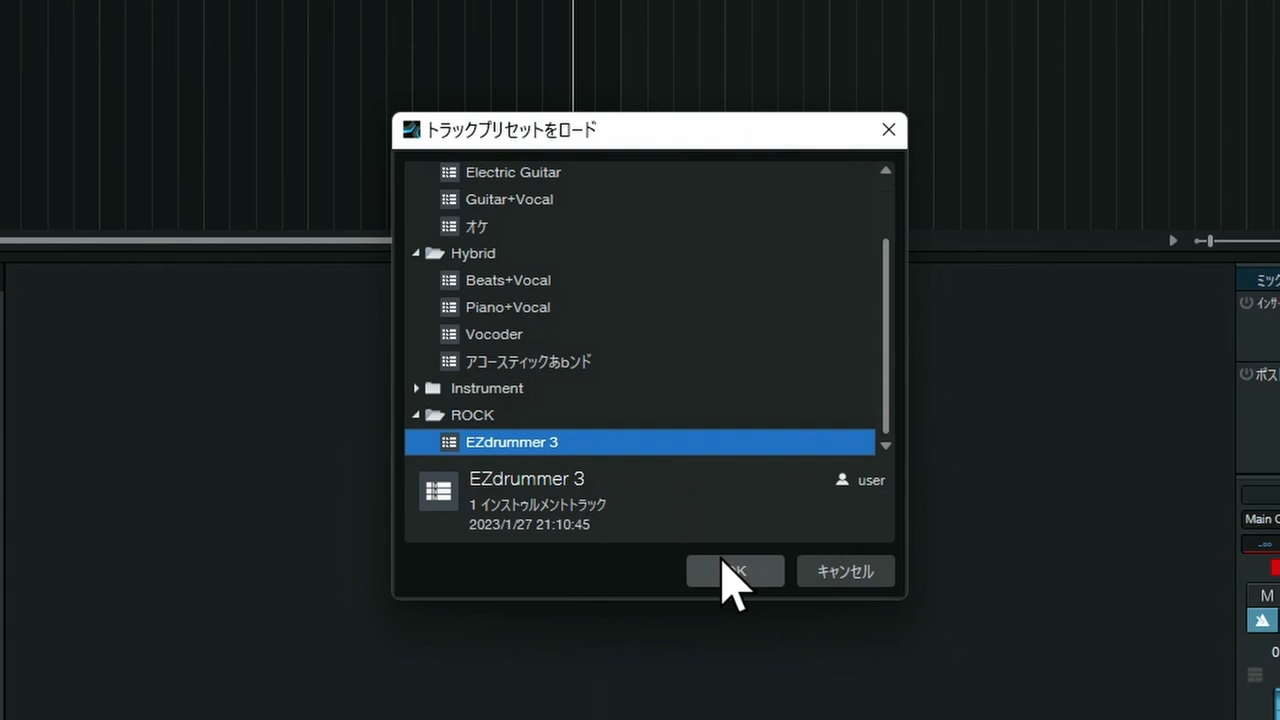 トラックプリセットをロード
Electric Guitar
Guitar+Vocal
オケ
Hybrid
Beats+Vocal
Piano+Vocal
Vocoder
アコースティックあbンド
Instrument
ROCK
EZdrummer 3
EZdrummer 3
user
1 インストゥルメントトラック
2023/1/27 21:10:45
キャンセル
Main
-∞
M